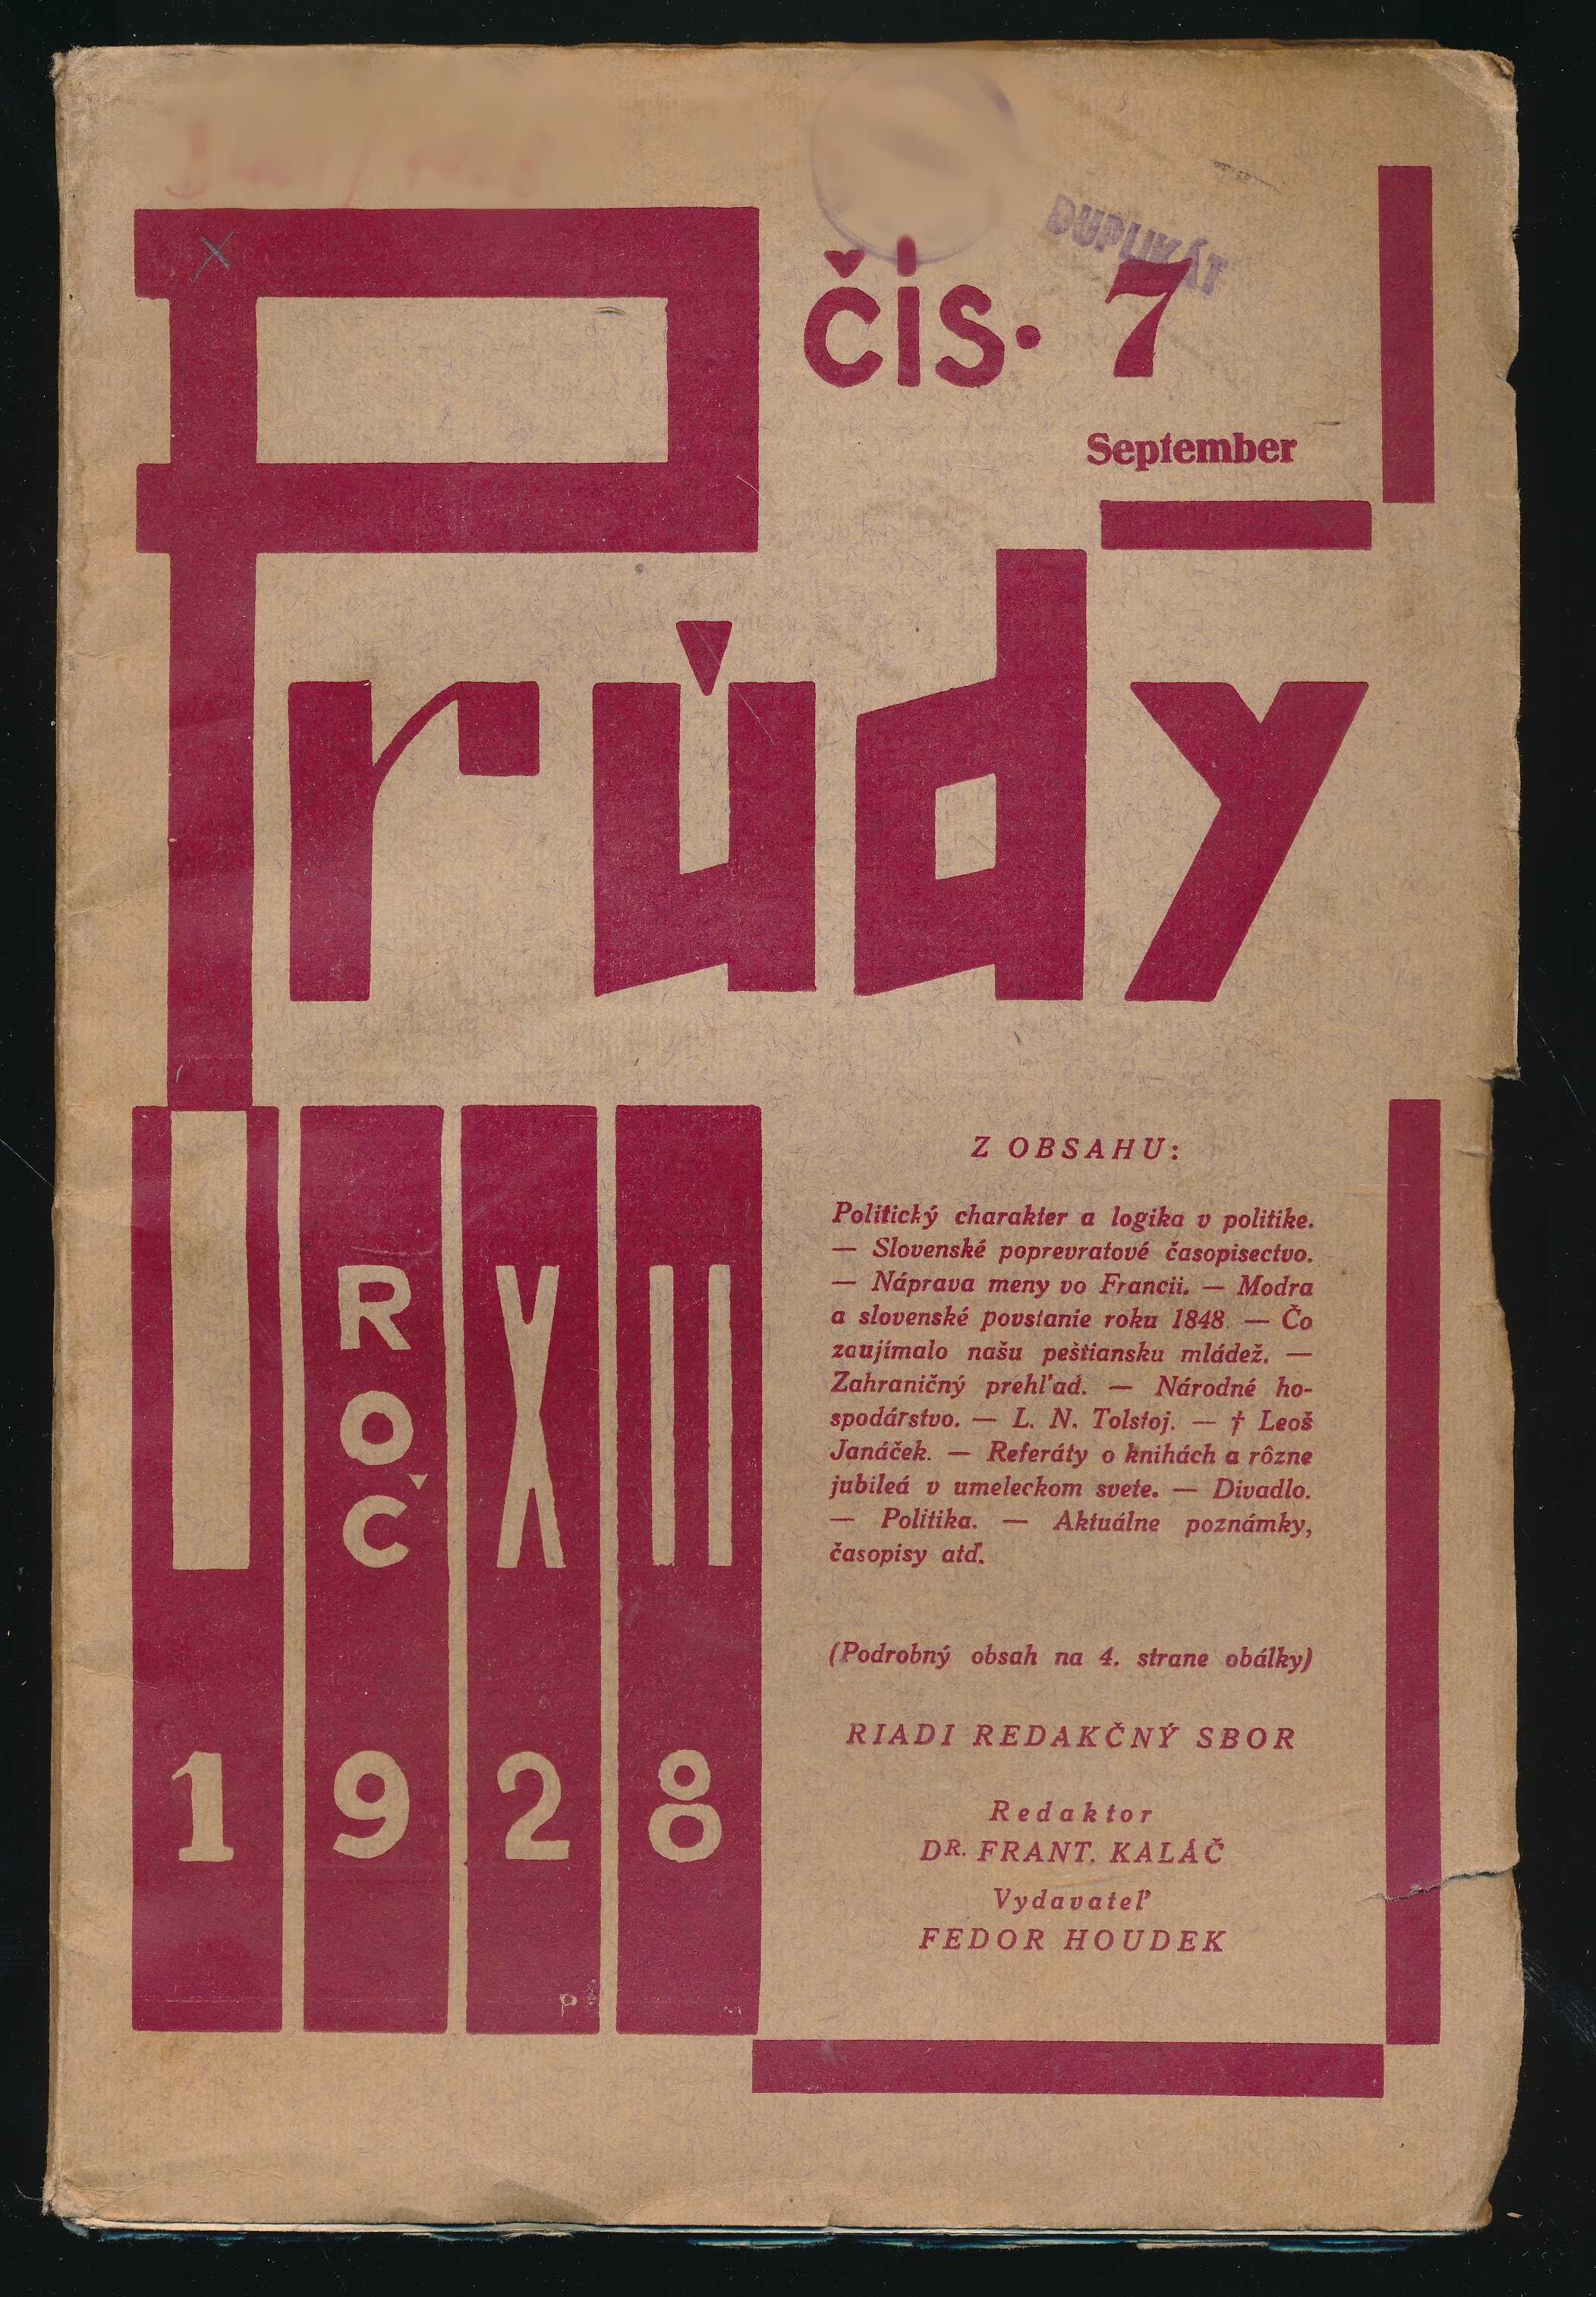 DUPLIKÁT
čís. 7
September
Prúdy
ROČ XII
1928
Z OBSAHU:
Politický charakter a logika v politike.
— Slovenské poprevratové časopisectvo.
— Náprava meny vo Francii. — Modra
a slovenské povstanie roku 1848. — Čo
zaujímalo našu peštiansku mládež. —
Zahraničný prehľad. — Národné ho-
spodárstvo. — L. N. Tolstoj. — † Leoš
Janáček. — Referáty o knihách a rôzne
jubileá v umeleckom svete. — Divadlo.
— Politika. — Aktuálne poznámky,
časopisy atď.
(Podrobný obsah na 4. strane obálky)
RIADI REDAKČNÝ SBOR
Redaktor
DR. FRANT. KALÁČ
Vydavateľ
FEDOR HOUDEK